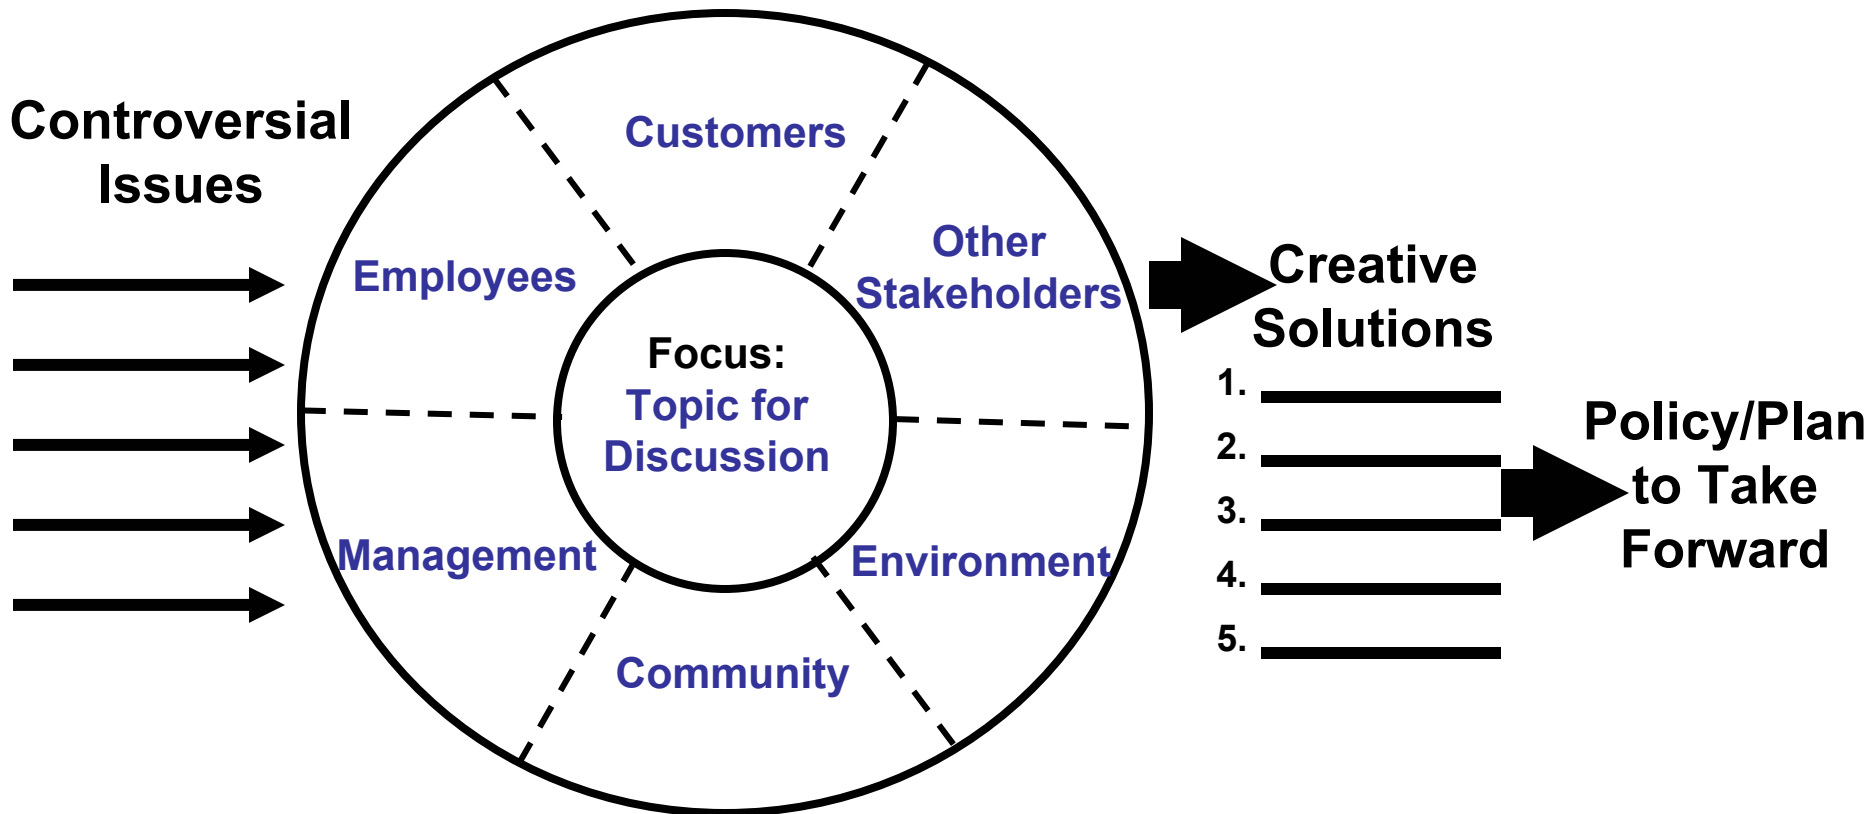 Controversial
Issues
Customers
Employees
Other
Stakeholders
Focus:
Topic for
Discussion
Management
Environment
Community
Creative
Solutions
1.
2.
3.
4.
5.
Policy/Plan
to Take
Forward